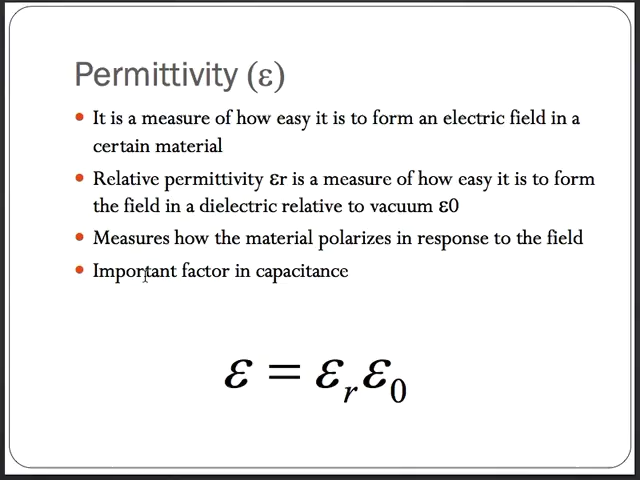 Permittivity (ε)
• It is a measure of how easy it is to form an electric field in a
certain material
• Relative permittivity εr is a measure of how easy it is to form
the field in a dielectric relative to vacuum ε0
• Measures how the material polarizes in response to the field
• Important factor in capacitance
ε = εᵣε₀